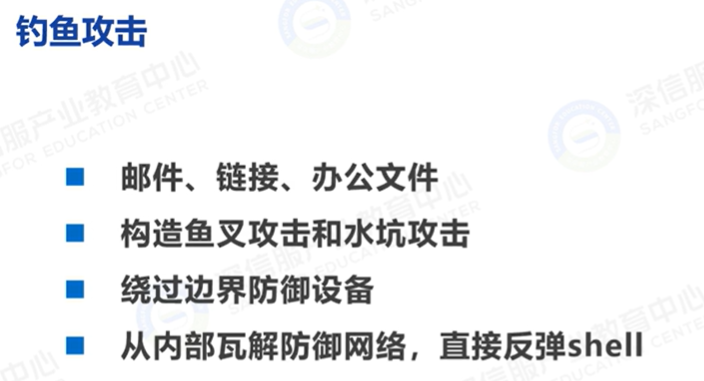 钓鱼攻击
邮件、链接、办公文件
构造鱼叉攻击和水坑攻击
绕过边界防御设备
从内部瓦解防御网络，直接反弹shell
深信服产业教育中心
SANGFOR EDUCATION CENTER